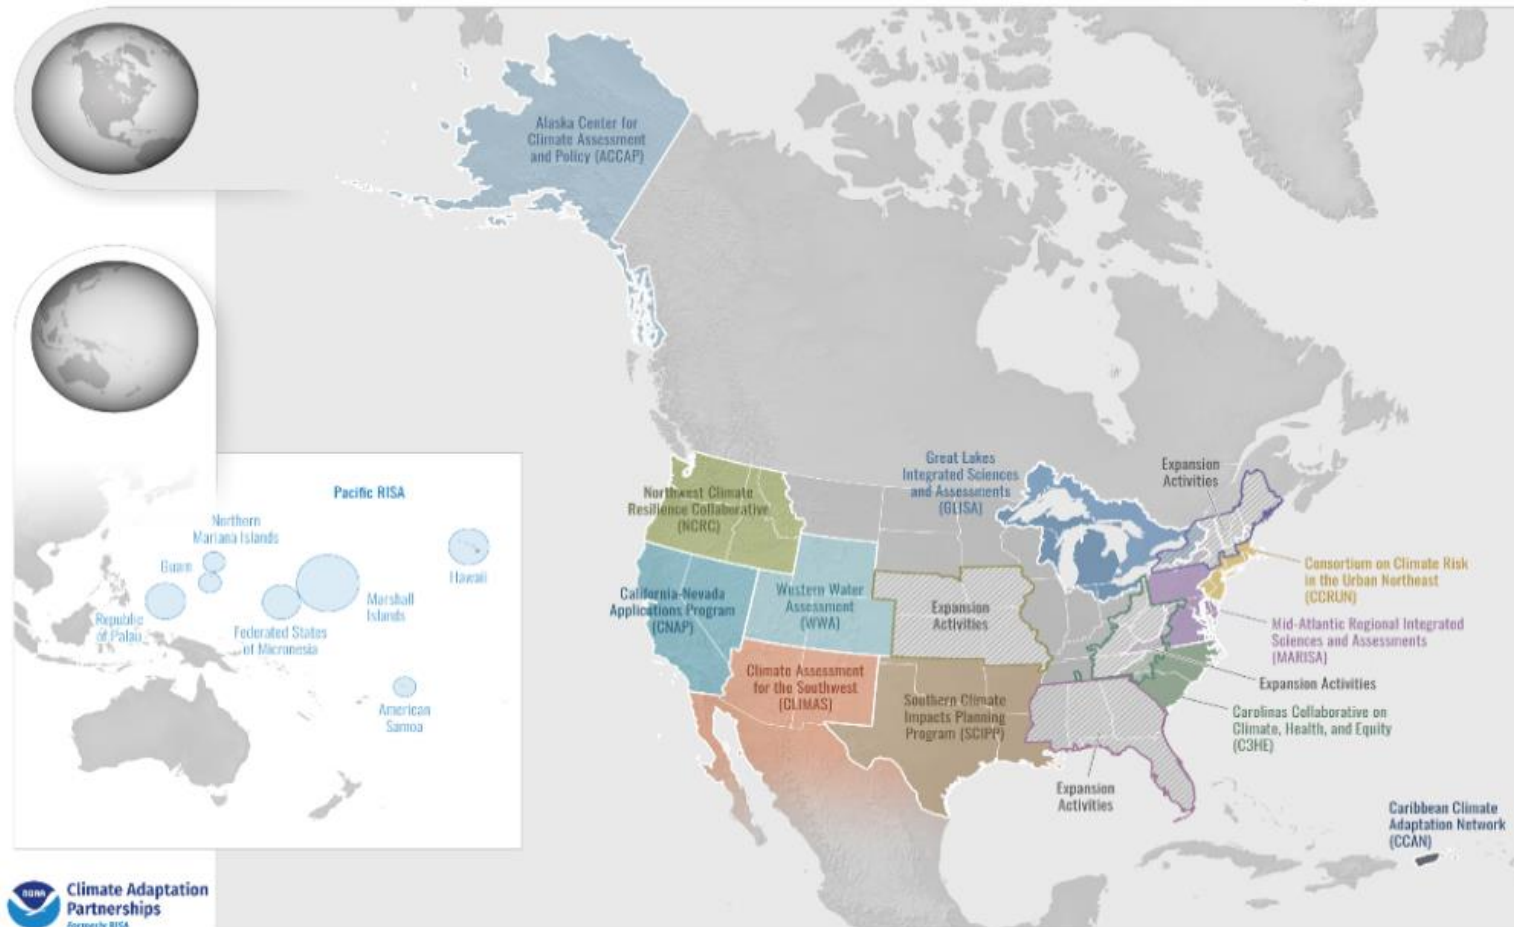 Alaska Center for
Climate Assessment
and Policy (ACCAP)
Pacific RISA
Northern
Mariana Islands
Guam
Republic
of Palau
Federated States
of Micronesia
Marshall
Islands
Hawaii
American
Samoa
Northwest Climate
Resilience Collaborative
(NCRC)
California-Nevada
Applications Program
(CNAP)
Western Water
Assessment
(WWA)
Climate Assessment
for the Southwest
(CLIMAS)
Southern Climate
Impacts Planning
Program (SCIPP)
Expansion
Activities
Great Lakes
Integrated Sciences
and Assessments
(GLISA)
Expansion
Activities
Consortium on Climate Risk
in the Urban Northeast
(CCRUN)
Mid-Atlantic Regional Integrated
Sciences and Assessments
(MARISA)
Expansion Activities
Carolinas Collaborative on
Climate, Health, and Equity
(C3HE)
Expansion
Activities
Caribbean Climate
Adaptation Network
(CCAN)
NOAA
Climate Adaptation
Partnerships
formerly RISA